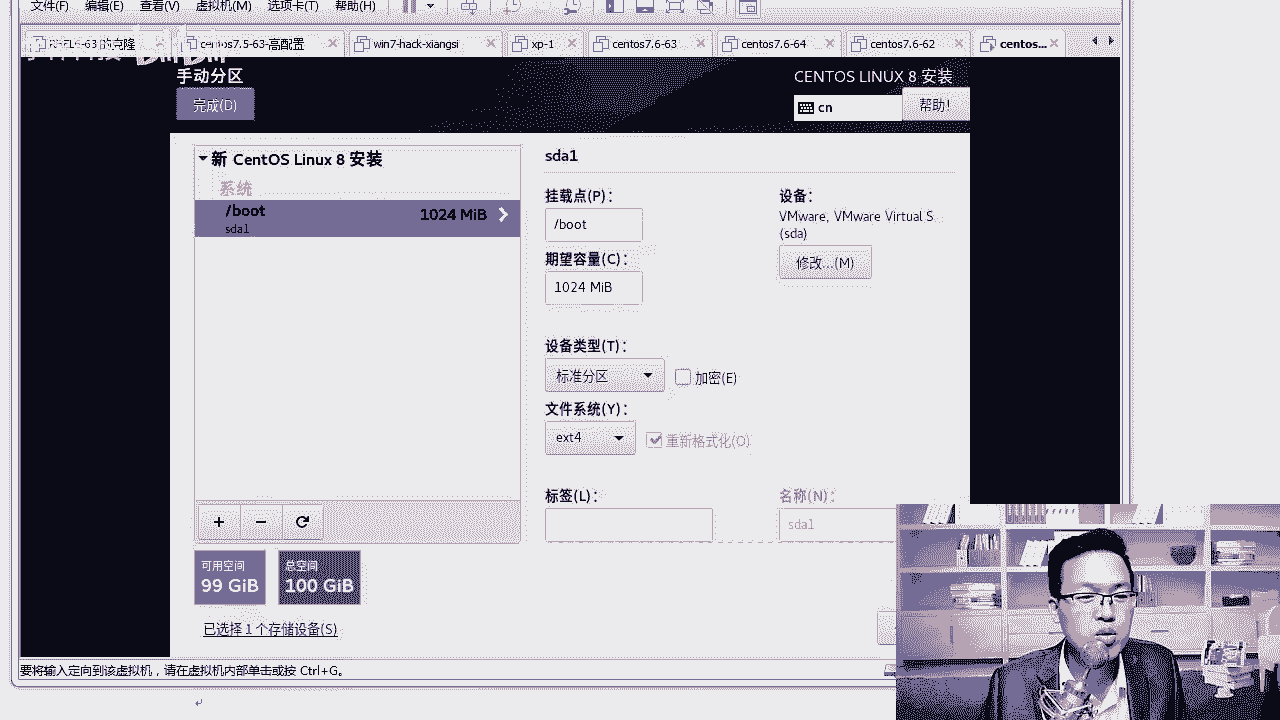 文件(F) 编辑(E) 查看(V) 虚拟机(M) 选项卡(T) 帮助(H)
centos7.5-63-高配置 win7-hack-xiangsi xp-1 centos7.6-63 centos7.6-64 centos7.6-62 centos...
手动分区
CENTOS LINUX 8 安装
完成(D)
cn
帮助!
新 CentOS Linux 8 安装
系统
/boot
1024 MiB
sda1
sda1
挂载点(P):
/boot
期望容量(C):
1024 MiB
设备:
VMware, VMware Virtual S
(sda)
修改...(M)
设备类型(T):
标准分区
加密(E)
文件系统(Y):
ext4
重新格式化(O)
标签(L):
名称(N):
sda1
可用空间
99 GiB
总空间
100 GiB
已选择 1 个存储设备(S)
要将输入定向到该虚拟机，请在虚拟机内部单击或按 Ctrl+G。